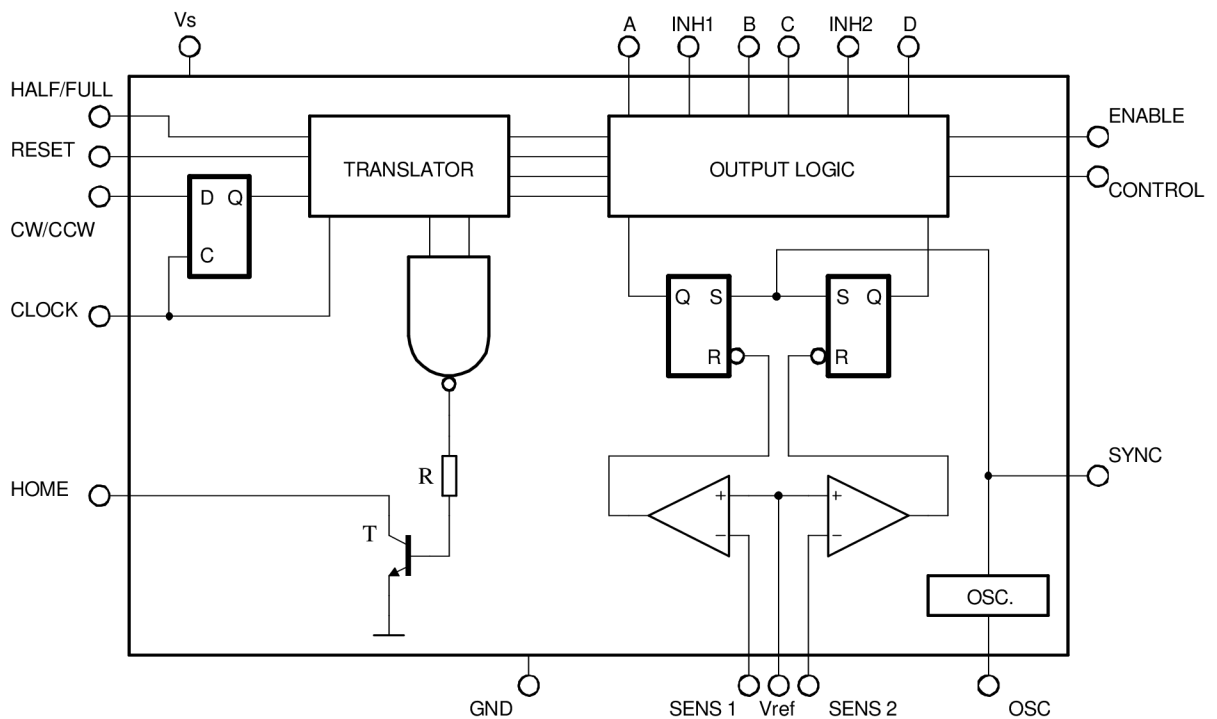 Vs
A INH1 B C INH2 D
HALF/FULL
ENABLE
RESET
TRANSLATOR
OUTPUT LOGIC
CONTROL
D Q
CW/CCW
C
CLOCK
Q S
S Q
R
R
SYNC
HOME
R
+
+
T
−
−
OSC.
GND
SENS 1 Vref SENS 2
OSC